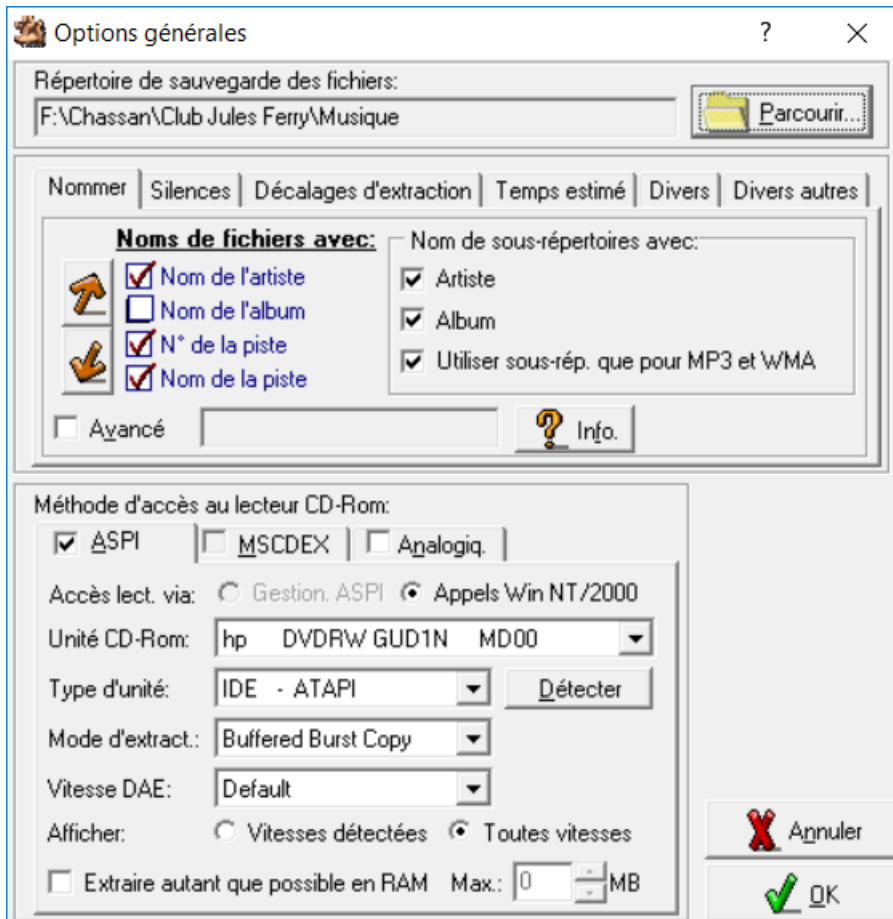 Options générales
?
Répertoire de sauvegarde des fichiers:
F:\Chassan\Club Jules Ferry\Musique
Parcourir...
Nommer Silences Décalages d'extraction Temps estimé Divers Divers autres
Noms de fichiers avec:
Nom de l'artiste
Nom de l'album
N° de la piste
Nom de la piste
Nom de sous-répertoires avec:
Artiste
Album
Utiliser sous-rép. que pour MP3 et WMA
Avancé
Info.
Méthode d'accès au lecteur CD-Rom:
ASPI MSCDEX Analogiq.
Accès lect. via: Gestion. ASPI Appels Win NT/2000
Unité CD-Rom: hp DVDRW GUD1N MD00
Type d'unité: IDE - ATAPI Détecter
Mode d'extract.: Buffered Burst Copy
Vitesse DAE: Default
Afficher: Vitesses détectées Toutes vitesses
Extraire autant que possible en RAM Max.: 0 MB
Annuler
OK